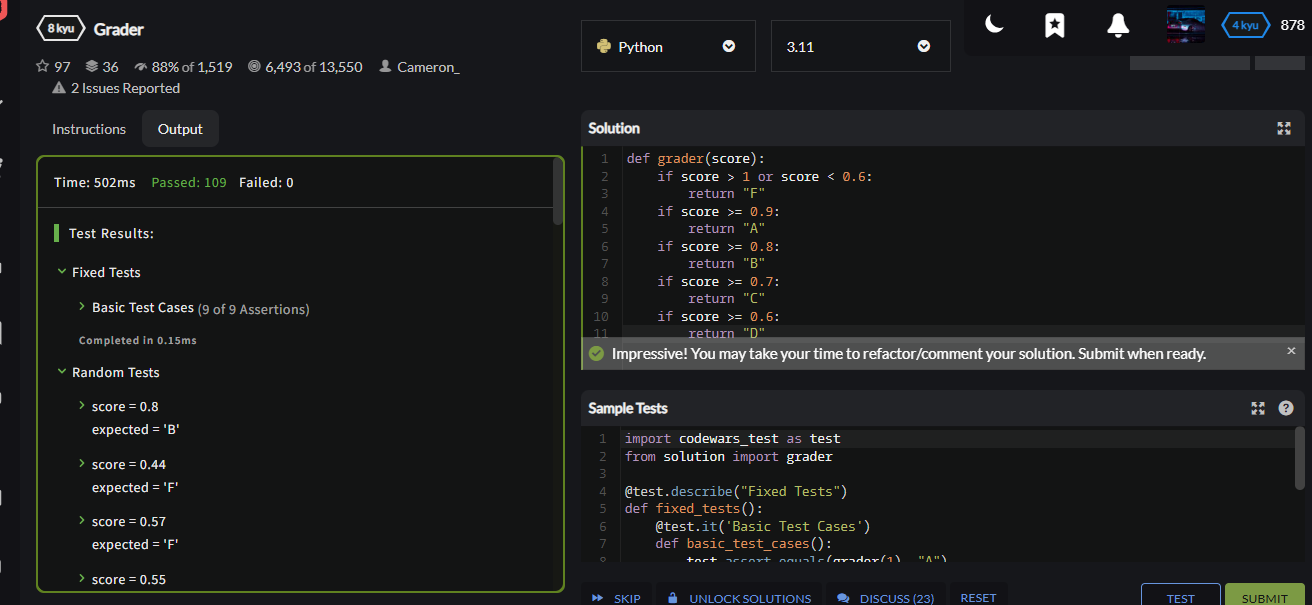 8 kyu Grader
97 36 88% of 1,519 6,493 of 13,550 Cameron_
2 Issues Reported
Python
3.11
4 kyu 878
Instructions Output
Time: 502ms Passed: 109 Failed: 0
Test Results:
Fixed Tests
Basic Test Cases (9 of 9 Assertions)
Completed in 0.15ms
Random Tests
score = 0.8
expected = 'B'
score = 0.44
expected = 'F'
score = 0.57
expected = 'F'
score = 0.55
Solution
1 def grader(score):
2 if score > 1 or score < 0.6:
3 return "F"
4 if score >= 0.9:
5 return "A"
6 if score >= 0.8:
7 return "B"
8 if score >= 0.7:
9 return "C"
10 if score >= 0.6:
11 return "D"
Impressive! You may take your time to refactor/comment your solution. Submit when ready.
Sample Tests
1 import codewars_test as test
2 from solution import grader
3
4 @test.describe("Fixed Tests")
5 def fixed_tests():
6 @test.it('Basic Test Cases')
7 def basic_test_cases():
8 test.assert_equals(grader(1), "A")
SKIP UNLOCK SOLUTIONS DISCUSS (23) RESET TEST SUBMIT